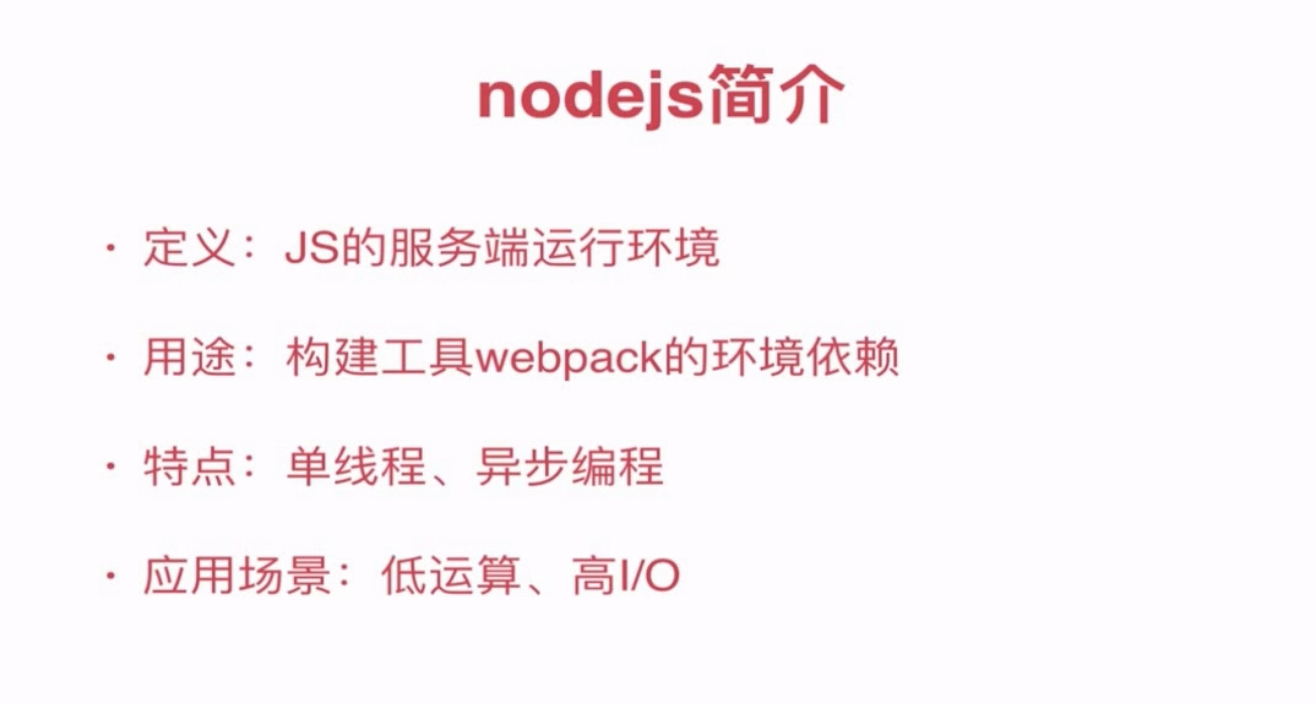 nodejs简介
· 定义：JS的服务端运行环境
· 用途：构建工具webpack的环境依赖
· 特点：单线程、异步编程
· 应用场景：低运算、高I/O